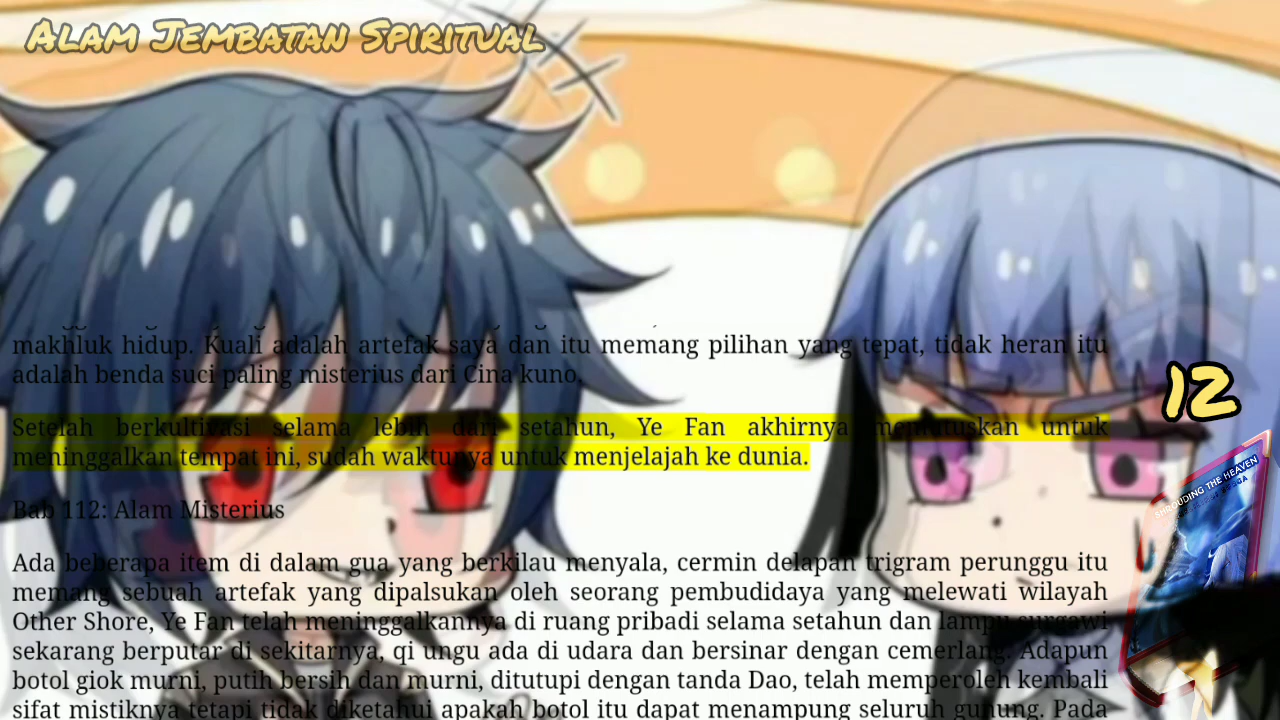 Alam Jembatan Spiritual
makhluk hidup. Kuali adalah artefak saya dan itu memang pilihan yang tepat, tidak heran itu
adalah benda suci paling misterius dari Cina kuno.
Setelah berkultivasi selama lebih dari setahun, Ye Fan akhirnya memutuskan untuk
meninggalkan tempat ini, sudah waktunya untuk menjelajah ke dunia.
12
SHROUDING THE HEAVEN
Bab 112: Alam Misterius
Ada beberapa item di dalam gua yang berkilau menyala, cermin delapan trigram perunggu itu
memang sebuah artefak yang dipalsukan oleh seorang pembudidaya yang melewati wilayah
Other Shore, Ye Fan telah meninggalkannya di ruang pribadi selama setahun dan lampu surgawi
sekarang berputar di sekitarnya, qi ungu ada di udara dan bersinar dengan cemerlang. Adapun
botol giok murni, putih bersih dan murni, ditutupi dengan tanda Dao, telah memperoleh kembali
sifat mistiknya tetapi tidak diketahui apakah botol itu dapat menampung seluruh gunung. Pada